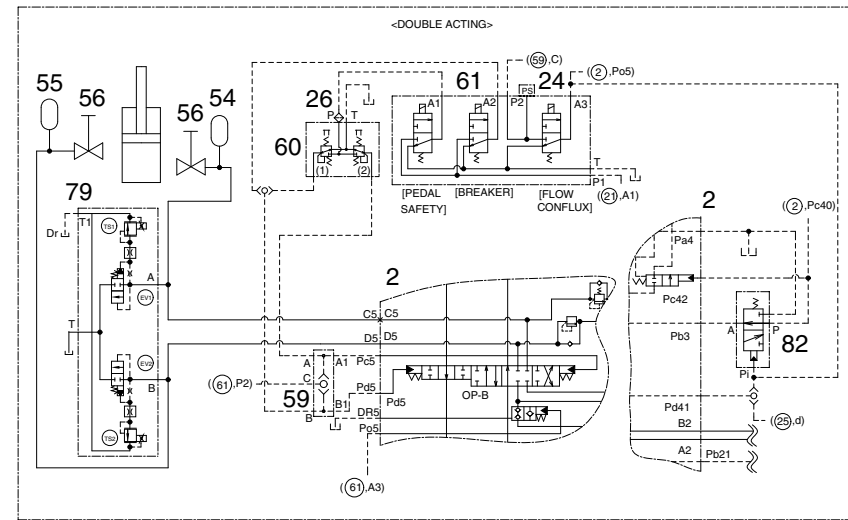 <DOUBLE ACTING>
((59),C)
((2),Po5)
55
56
56
54
26
61
24
A1
A2
P2
PS
A3
P
T
60
(1)
(2)
T
P1
((21),A1)
[PEDAL
SAFETY]
[BREAKER]
[FLOW
CONFLUX]
79
T1
Dr
TS1
A
EV1
T
EV2
B
TS2
2
((2),Pc40)
Pa4
Pc42
A
P
Pb3
82
Pi
2
C5
C5
D5
D5
A
A1
Pc5
C
((61),P2)
59
B1
Pd5
Pd5
B
DR5
Po5
OP-B
Pd41
((25),d)
B2
A2
Pb21
((61),A3)